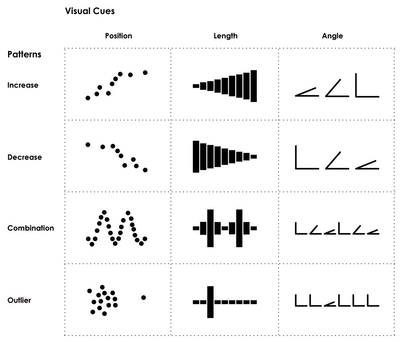 Visual Cues
Position Length Angle
Patterns
Increase
Decrease
Combination
Outlier